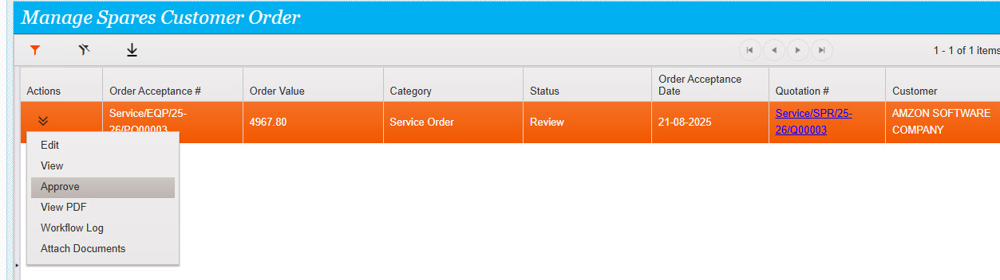 Manage Spares Customer Order
1 - 1 of 1 items
Actions
Order Acceptance #
Order Value
Category
Status
Order Acceptance
Date
Quotation #
Customer
Service/EQP/25-
26/PO00003
4967.80
Service Order
Review
21-08-2025
Service/SPR/25-
26/Q00003
AMZON SOFTWARE
COMPANY
Edit
View
Approve
View PDF
Workflow Log
Attach Documents